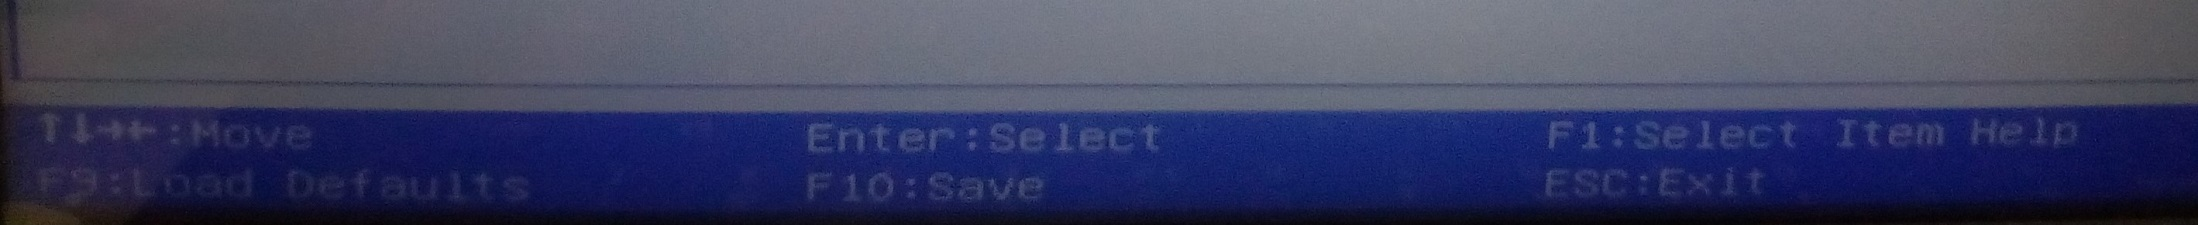 ↑↓→←:Move Enter:Select F1:Select Item Help
F9:Load Defaults F10:Save ESC:Exit